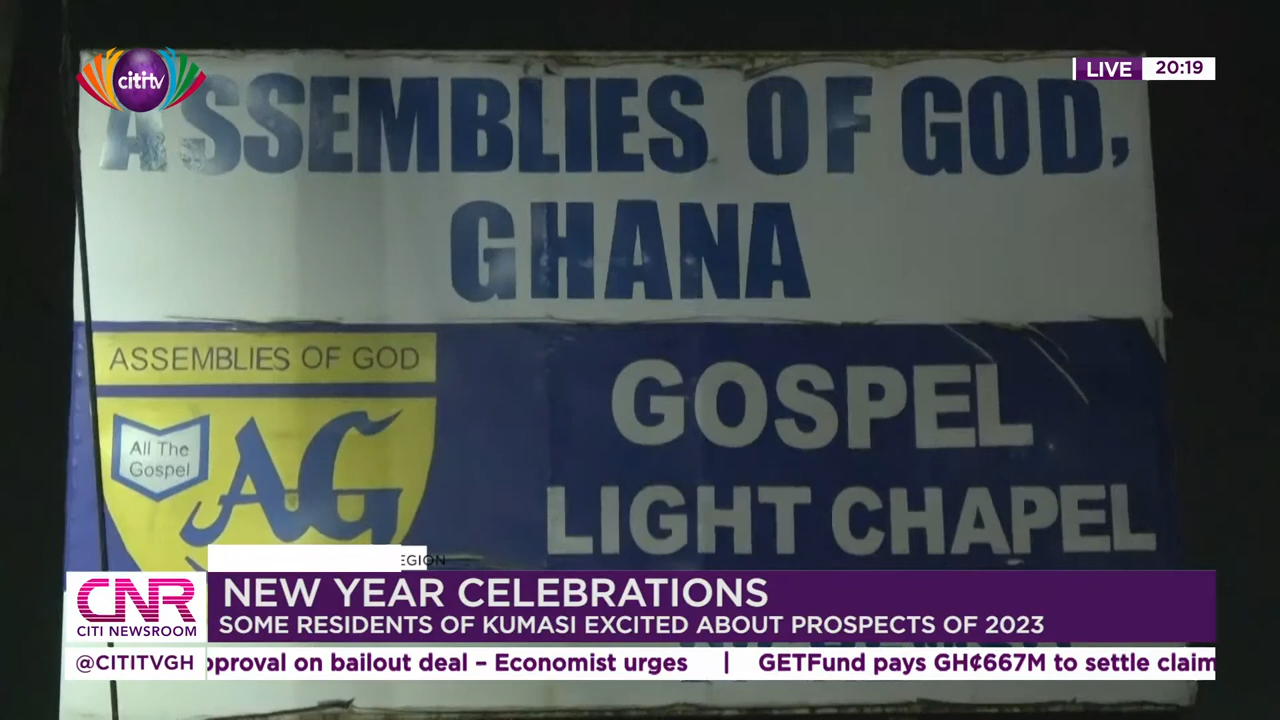 citi tv
LIVE 20:19
ASSEMBLIES OF GOD,
GHANA
ASSEMBLIES OF GOD
All The
Gospel
AG
GOSPEL
LIGHT CHAPEL
EGION
CNR
CITI NEWSROOM
NEW YEAR CELEBRATIONS
SOME RESIDENTS OF KUMASI EXCITED ABOUT PROSPECTS OF 2023
@CITITVGH
pproval on bailout deal – Economist urges | GETFund pays GH¢667M to settle claim